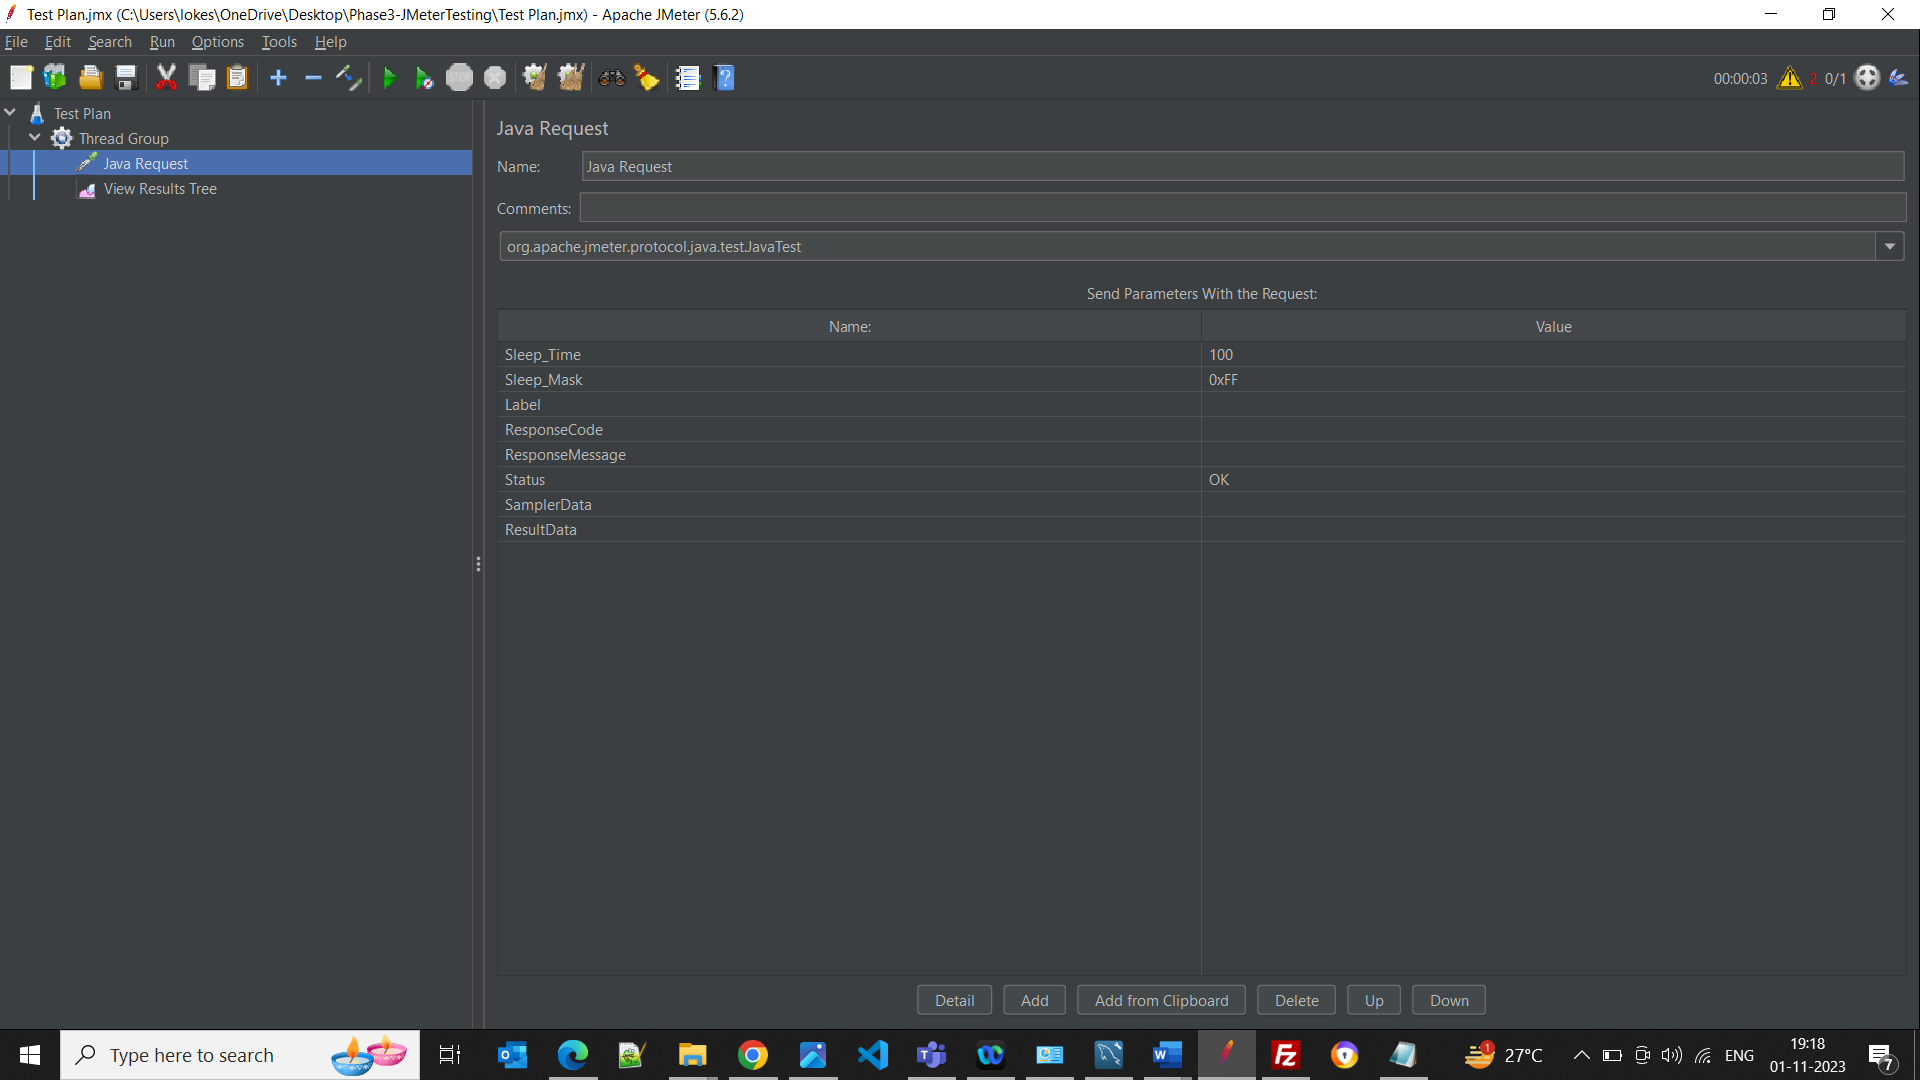 Test Plan.jmx (C:\Users\lokes\OneDrive\Desktop\Phase3-JMeterTesting\Test Plan.jmx) - Apache JMeter (5.6.2)
File Edit Search Run Options Tools Help
STOP
00:00:03 2 0/1
Test Plan
Thread Group
Java Request
View Results Tree
Java Request
Name: Java Request
Comments:
org.apache.jmeter.protocol.java.test.JavaTest
Send Parameters With the Request:
Name: Value
Sleep_Time 100
Sleep_Mask 0xFF
Label
ResponseCode
ResponseMessage
Status OK
SamplerData
ResultData
Detail Add Add from Clipboard Delete Up Down
Type here to search
1 27°C ENG
19:18
01-11-2023
7